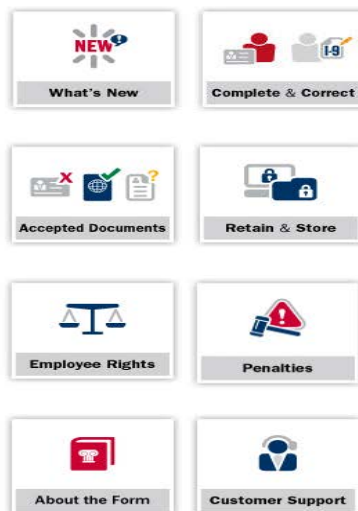 NEW!
What's New
Complete & Correct
I-9
Accepted Documents
Retain & Store
Employee Rights
Penalties
About the Form
Customer Support